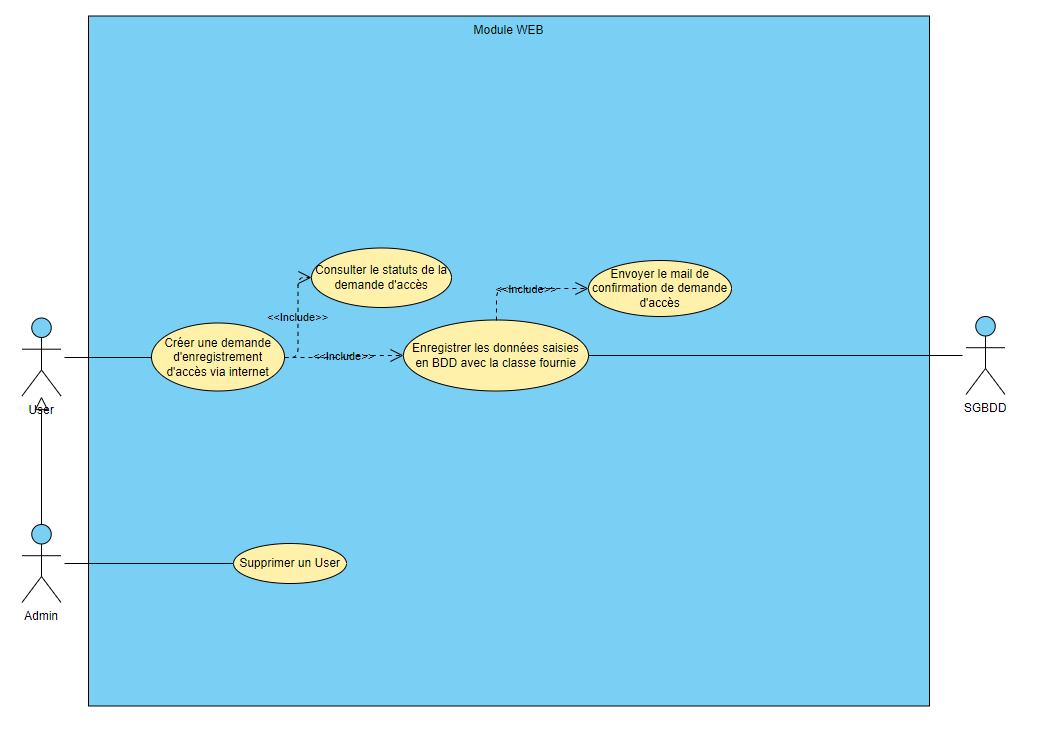 Module WEB
Consulter le statuts de la
demande d'accès
<<Include>>
Envoyer le mail de
confirmation de demande
d'accès
<<Include>>
Créer une demande
d'enregistrement
d'accès via internet
<<Include>>
Enregistrer les données saisies
en BDD avec la classe fournie
User
SGBDD
Supprimer un User
Admin